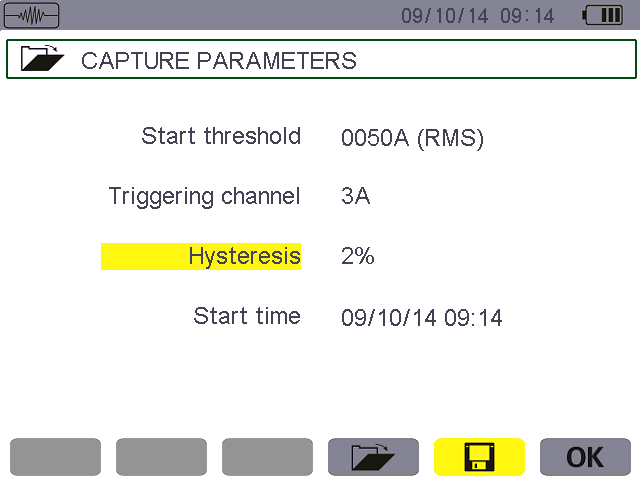 09/10/14 09:14
CAPTURE PARAMETERS
Start threshold 0050A (RMS)
Triggering channel 3A
Hysteresis 2%
Start time 09/10/14 09:14
OK